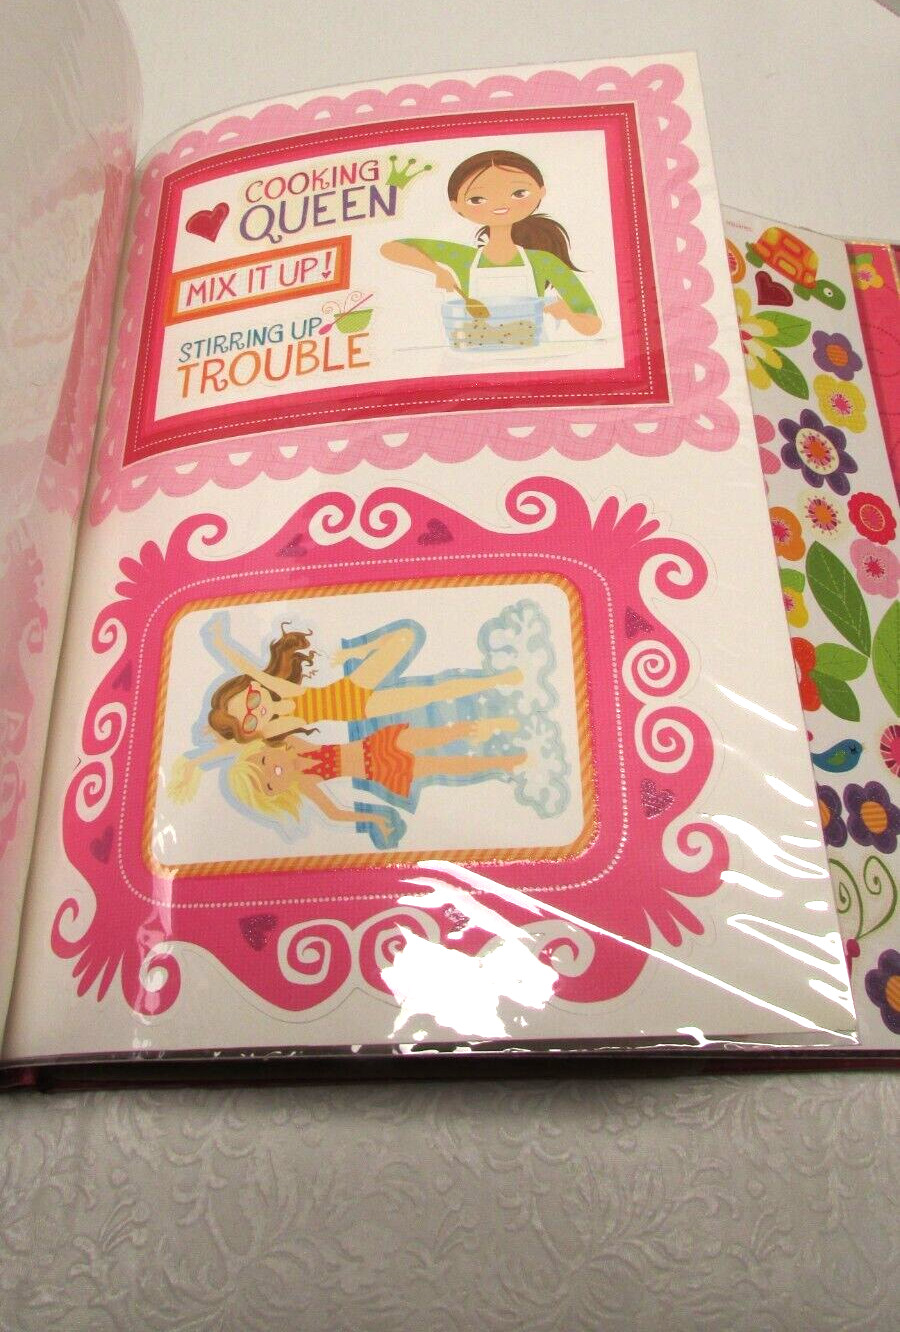 COOKING
QUEEN
MIX IT UP!
STIRRING UP
TROUBLE